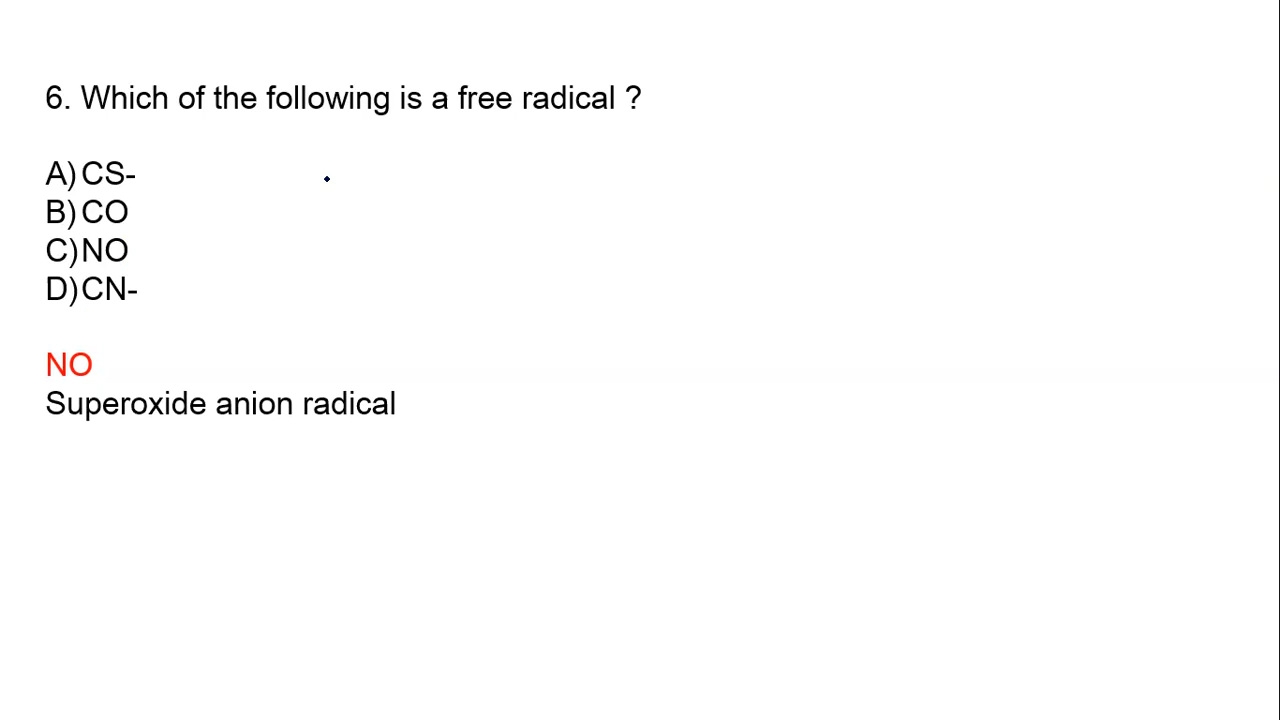 6. Which of the following is a free radical ?
A) CS-
B) CO
C) NO
D) CN-
NO
Superoxide anion radical